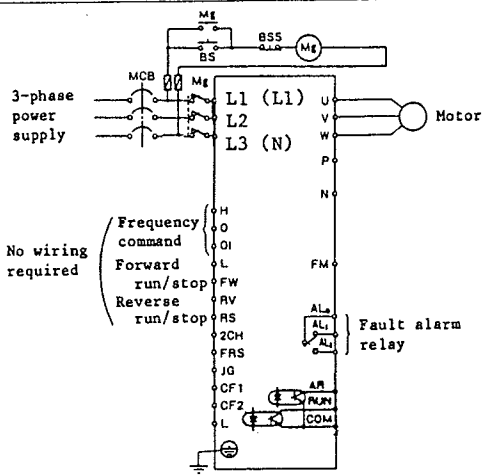 Mg
BS
BSS
Mg
MCB
Mg
3-phase
power
supply
L1 (L1)
L2
L3 (N)
U
V
W
Motor
P
N
H
O
OI
L
FW
RV
RS
2CH
FRS
JG
CF1
CF2
L
Frequency
command
No wiring
required
Forward
run/stop
Reverse
run/stop
FM
AL₀
AL₁
AL₂
Fault alarm
relay
AR
RUN
COM